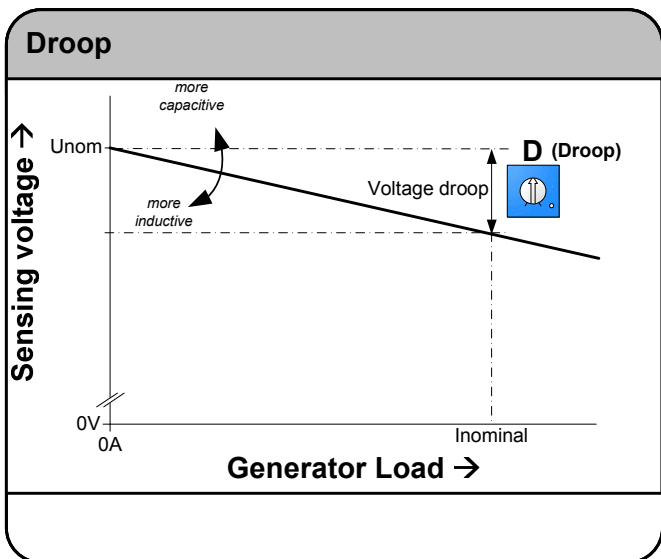 Droop
more
capacitive
Unom
D (Droop)
Voltage droop
more
inductive
Sensing voltage →
0V
0A
Inominal
Generator Load →